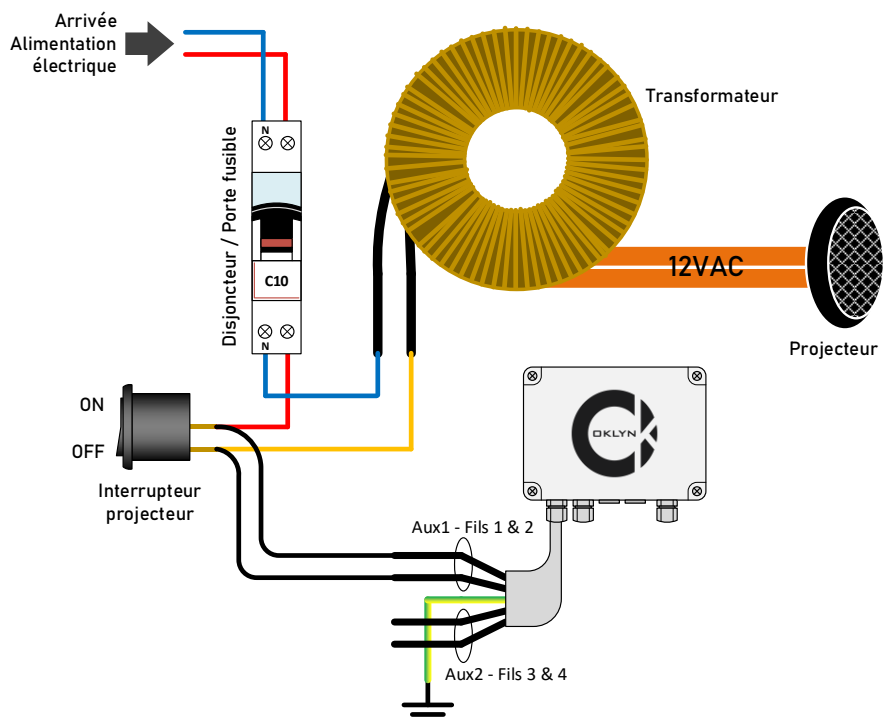 Arrivée
Alimentation
électrique
N
Disjoncteur / Porte fusible
C10
N
Transformateur
12VAC
Projecteur
ON
OFF
Interrupteur
projecteur
OKLYN
Aux1 - Fils 1 & 2
Aux2 - Fils 3 & 4